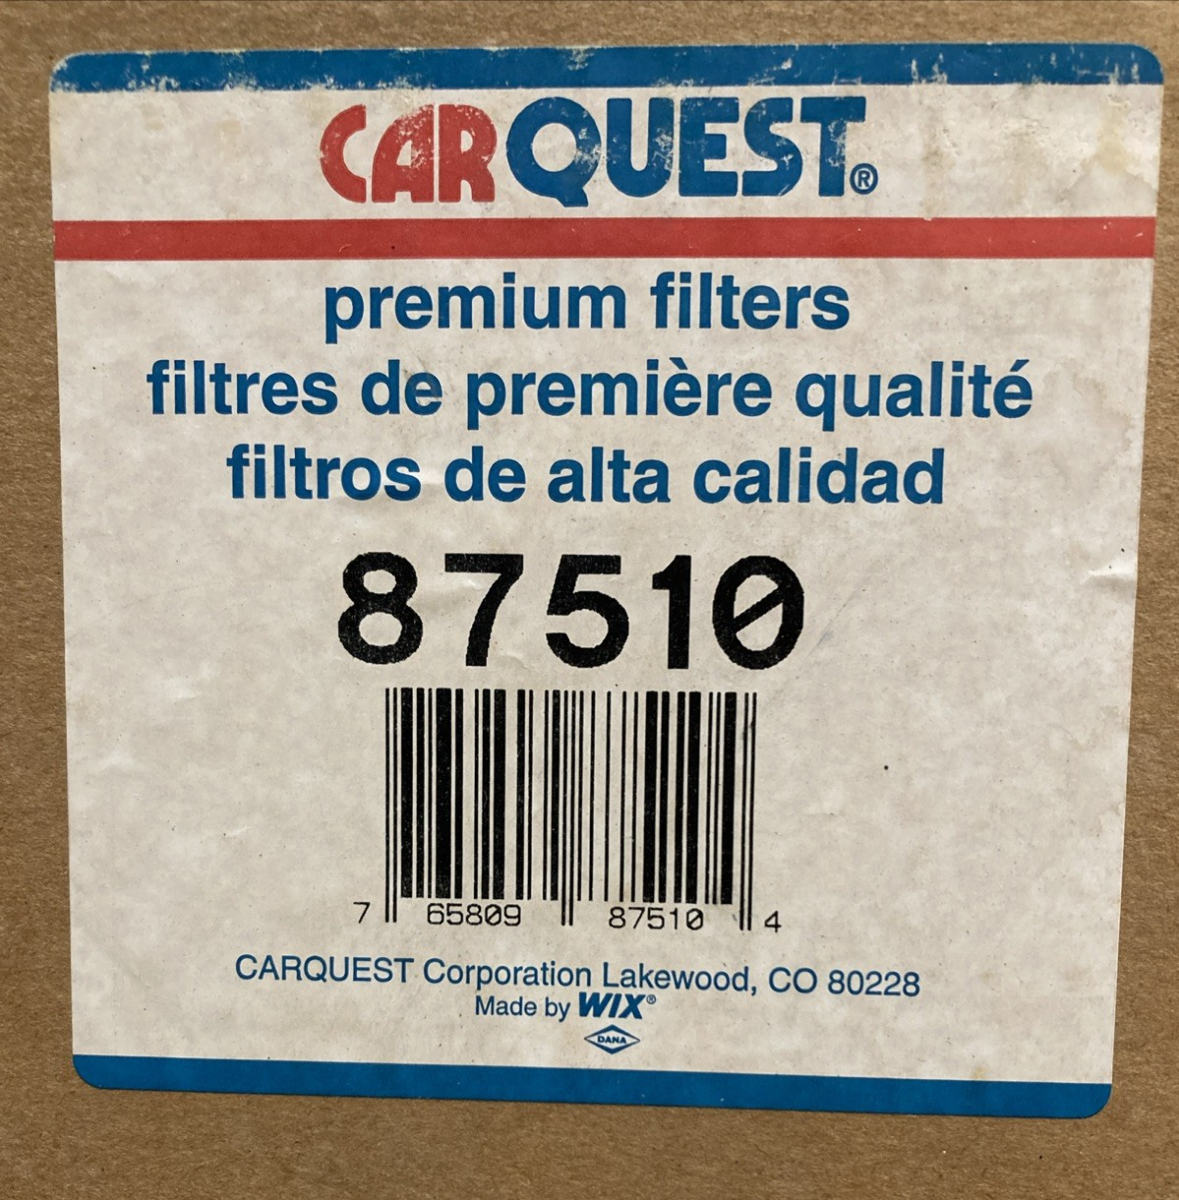 CARQUEST®
premium filters
filtres de première qualité
filtros de alta calidad
87510
7 65809 87510 4
CARQUEST Corporation Lakewood, CO 80228
Made by WIX®
DANA